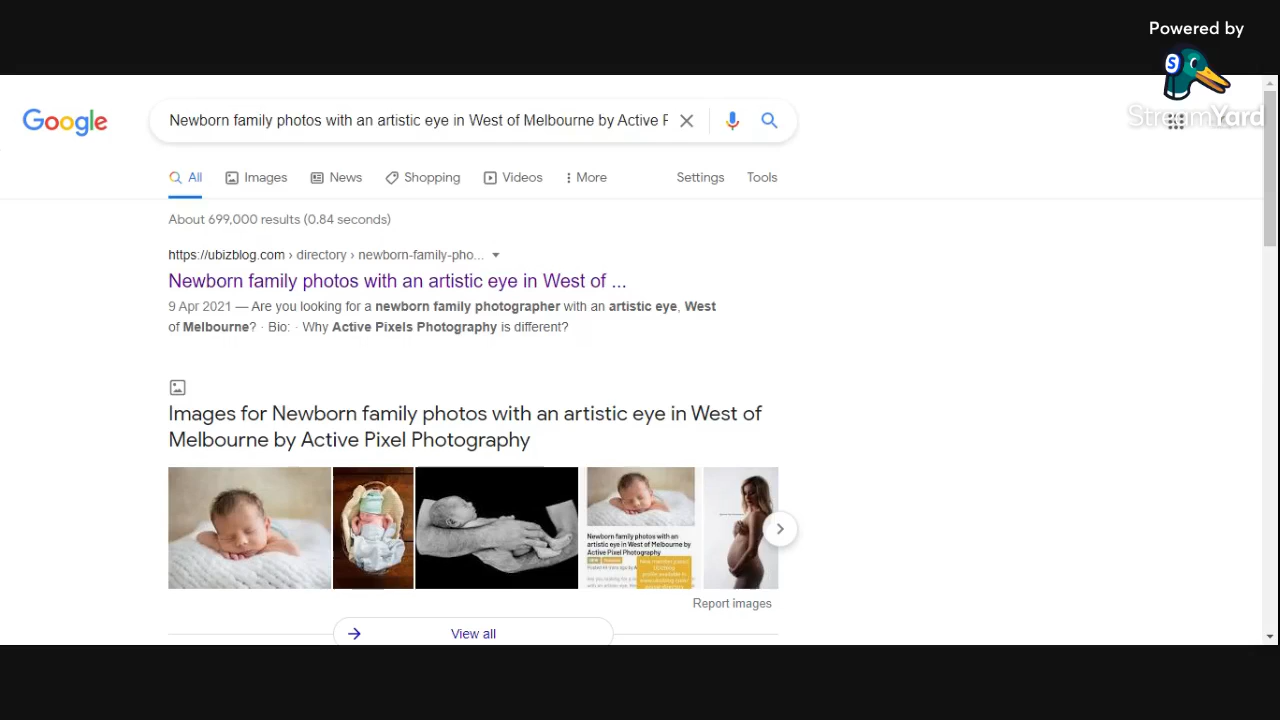 Powered by
S
StreamYard
Google
Newborn family photos with an artistic eye in West of Melbourne by Active P
All
Images
News
Shopping
Videos
More
Settings
Tools
About 699,000 results (0.84 seconds)
https://ubizblog.com › directory › newborn-family-pho...
Newborn family photos with an artistic eye in West of ...
9 Apr 2021 — Are you looking for a newborn family photographer with an artistic eye, West
of Melbourne? · Bio: · Why Active Pixels Photography is different?
Images for Newborn family photos with an artistic eye in West of
Melbourne by Active Pixel Photography
Newborn family photos with an
artistic eye in West of Melbourne by
Active Pixel Photography
Report images
View all